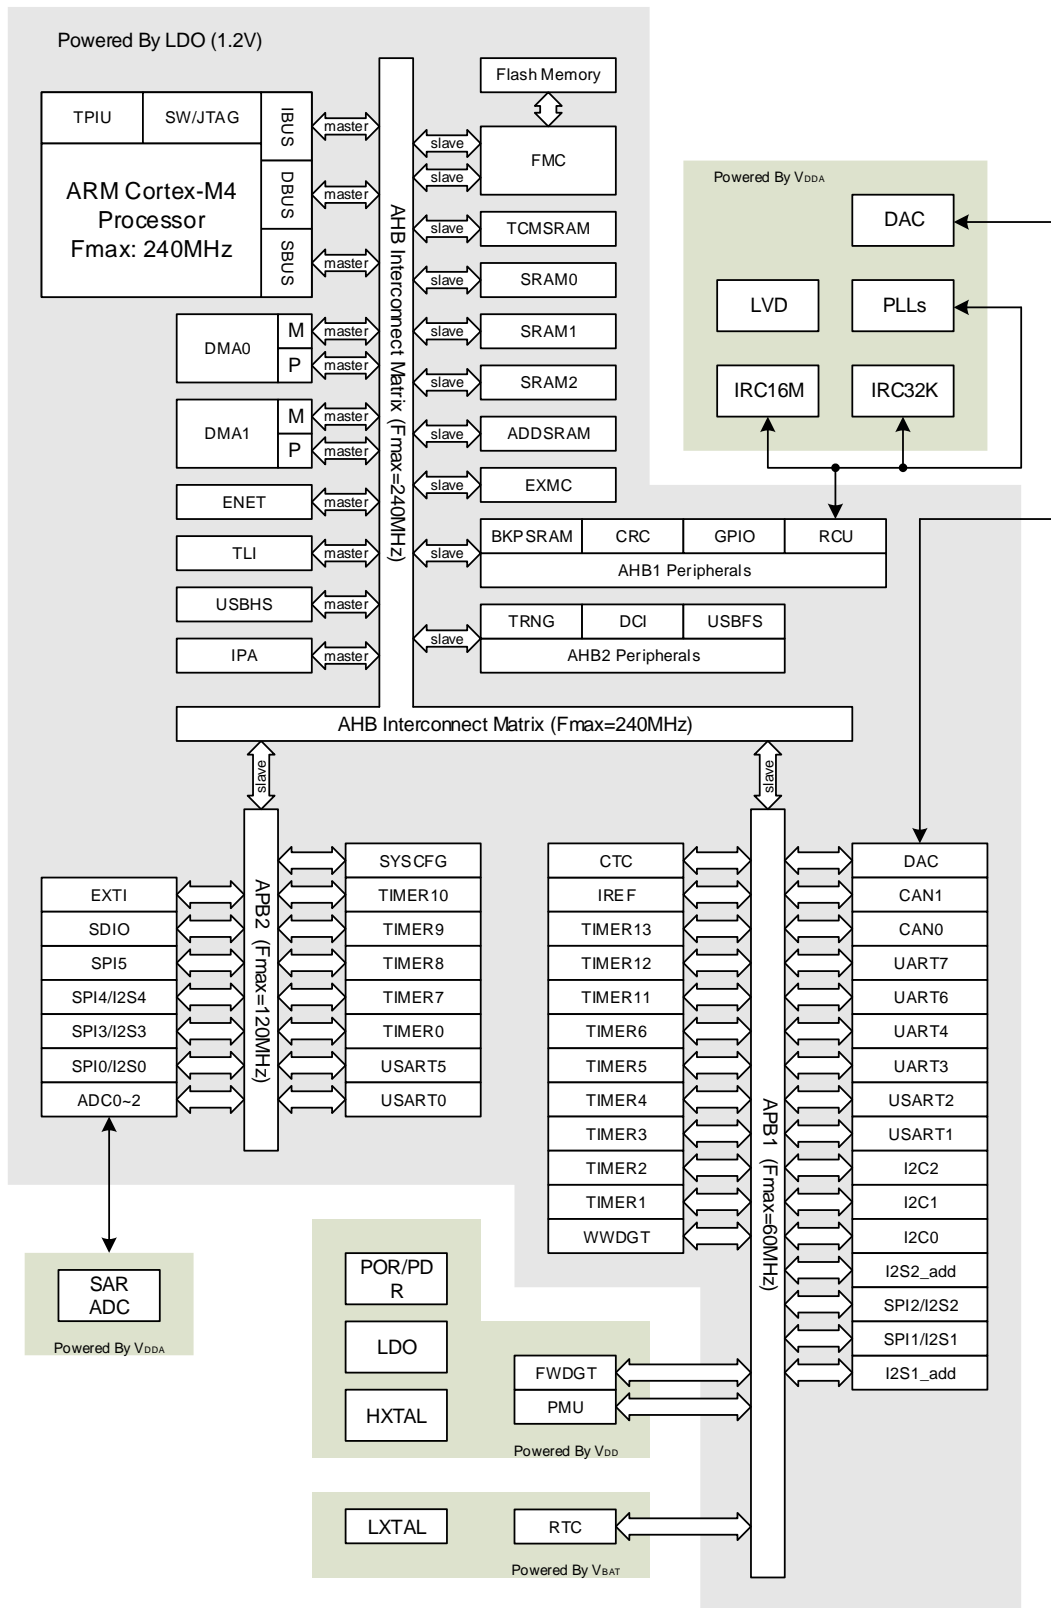 Powered By LDO (1.2V)
TPIU
SW/JTAG
IBUS
DBUS
SBUS
ARM Cortex-M4
Processor
Fmax: 240MHz
master
master
master
DMA0
M
P
master
master
DMA1
M
P
master
master
ENET
master
TLI
master
USBHS
master
IPA
master
AHB Interconnect Matrix (Fmax=240MHz)
Flash Memory
slave
slave
FMC
slave
TCMSRAM
slave
SRAM0
slave
SRAM1
slave
SRAM2
slave
ADDSRAM
slave
EXMC
slave
BKPSRAM
CRC
GPIO
RCU
AHB1 Peripherals
slave
TRNG
DCI
USBFS
AHB2 Peripherals
Powered By VDDA
DAC
LVD
PLLs
IRC16M
IRC32K
AHB Interconnect Matrix (Fmax=240MHz)
slave
slave
APB2 (Fmax=120MHz)
EXTI
SDIO
SPI5
SPI4/I2S4
SPI3/I2S3
SPI0/I2S0
ADC0~2
SYSCFG
TIMER10
TIMER9
TIMER8
TIMER7
TIMER0
USART5
USART0
CTC
IREF
TIMER13
TIMER12
TIMER11
TIMER6
TIMER5
TIMER4
TIMER3
TIMER2
TIMER1
WWDGT
APB1 (Fmax=60MHz)
DAC
CAN1
CAN0
UART7
UART6
UART4
UART3
USART2
USART1
I2C2
I2C1
I2C0
I2S2_add
SPI2/I2S2
SPI1/I2S1
I2S1_add
SAR
ADC
Powered By VDDA
POR/PD
R
LDO
HXTAL
FWDGT
PMU
Powered By VDD
LXTAL
RTC
Powered By VBAT